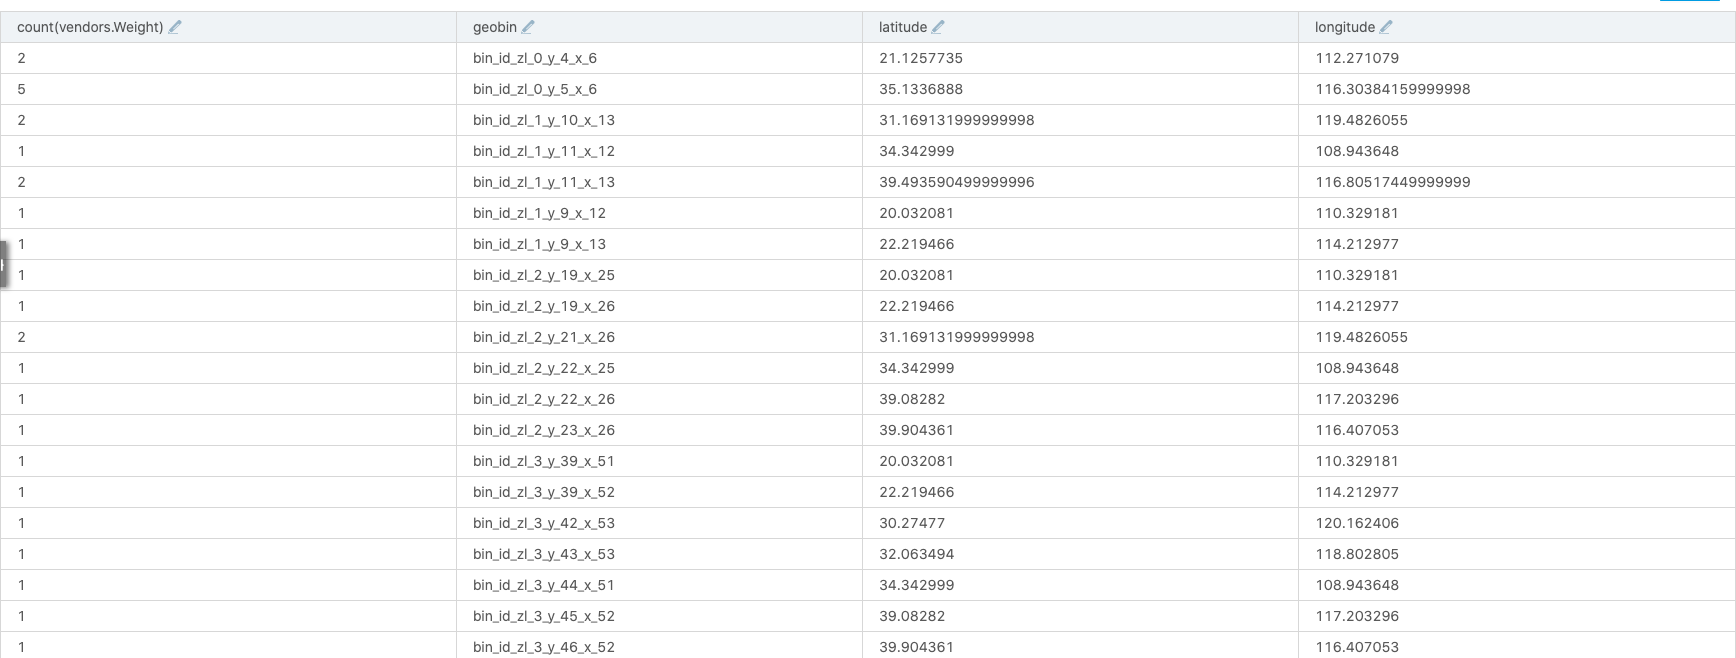 count(vendors.Weight) geobin latitude longitude
2 bin_id_zl_0_y_4_x_6 21.1257735 112.271079
5 bin_id_zl_0_y_5_x_6 35.1336888 116.30384159999998
2 bin_id_zl_1_y_10_x_13 31.169131999999998 119.4826055
1 bin_id_zl_1_y_11_x_12 34.342999 108.943648
2 bin_id_zl_1_y_11_x_13 39.493590499999996 116.80517449999999
1 bin_id_zl_1_y_9_x_12 20.032081 110.329181
1 bin_id_zl_1_y_9_x_13 22.219466 114.212977
1 bin_id_zl_2_y_19_x_25 20.032081 110.329181
1 bin_id_zl_2_y_19_x_26 22.219466 114.212977
2 bin_id_zl_2_y_21_x_26 31.169131999999998 119.4826055
1 bin_id_zl_2_y_22_x_25 34.342999 108.943648
1 bin_id_zl_2_y_22_x_26 39.08282 117.203296
1 bin_id_zl_2_y_23_x_26 39.904361 116.407053
1 bin_id_zl_3_y_39_x_51 20.032081 110.329181
1 bin_id_zl_3_y_39_x_52 22.219466 114.212977
1 bin_id_zl_3_y_42_x_53 30.27477 120.162406
1 bin_id_zl_3_y_43_x_53 32.063494 118.802805
1 bin_id_zl_3_y_44_x_51 34.342999 108.943648
1 bin_id_zl_3_y_45_x_52 39.08282 117.203296
1 bin_id_zl_3_y_46_x_52 39.904361 116.407053